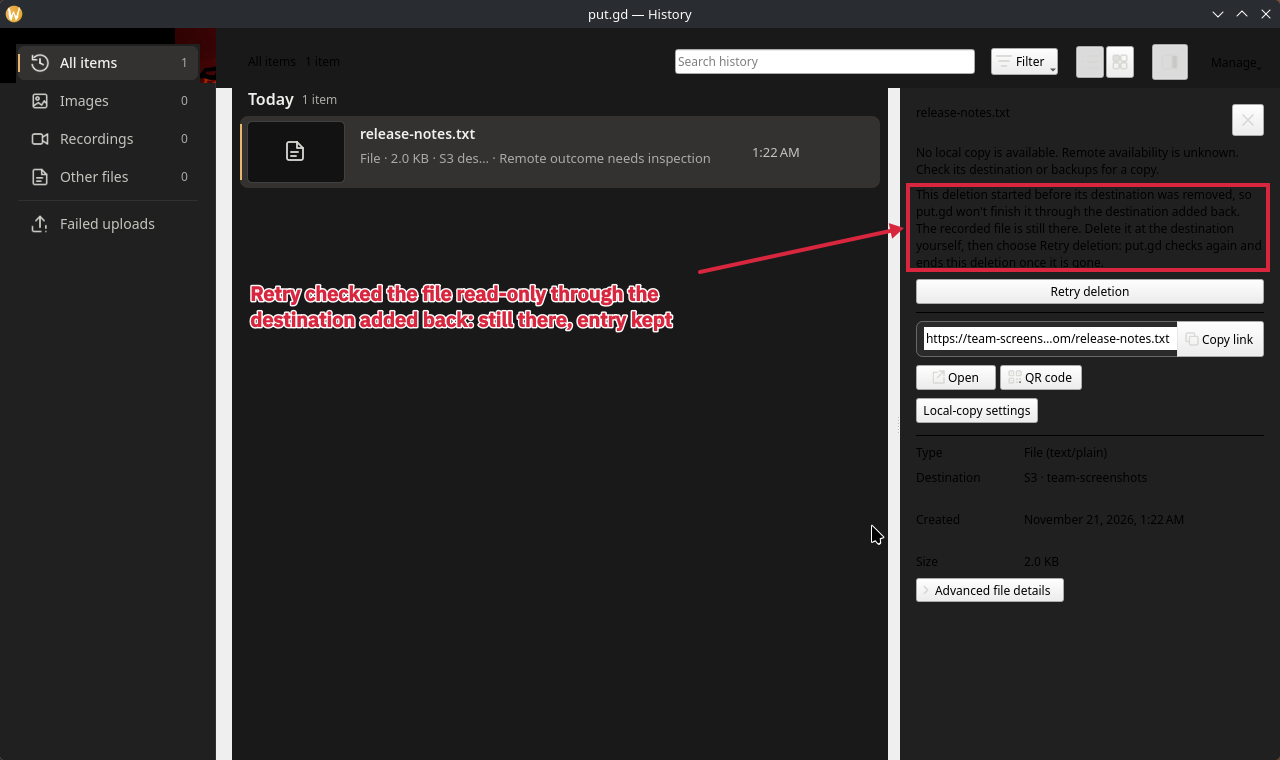 put.gd — History
All items 1
Images 0
Recordings 0
Other files 0
Failed uploads
All items 1 item
Search history
Filter
Manage
Today 1 item
release-notes.txt
File · 2.0 KB · S3 des... · Remote outcome needs inspection
1:22 AM
Retry checked the file read-only through the
destination added back: still there, entry kept
release-notes.txt
No local copy is available. Remote availability is unknown.
Check its destination or backups for a copy.
This deletion started before its destination was removed, so
put.gd won't finish it through the destination added back.
The recorded file is still there. Delete it at the destination
yourself, then choose Retry deletion: put.gd checks again and
ends this deletion once it is gone.
Retry deletion
https://team-screens...om/release-notes.txt
Copy link
Open
QR code
Local-copy settings
Type File (text/plain)
Destination S3 · team-screenshots
Created November 21, 2026, 1:22 AM
Size 2.0 KB
Advanced file details